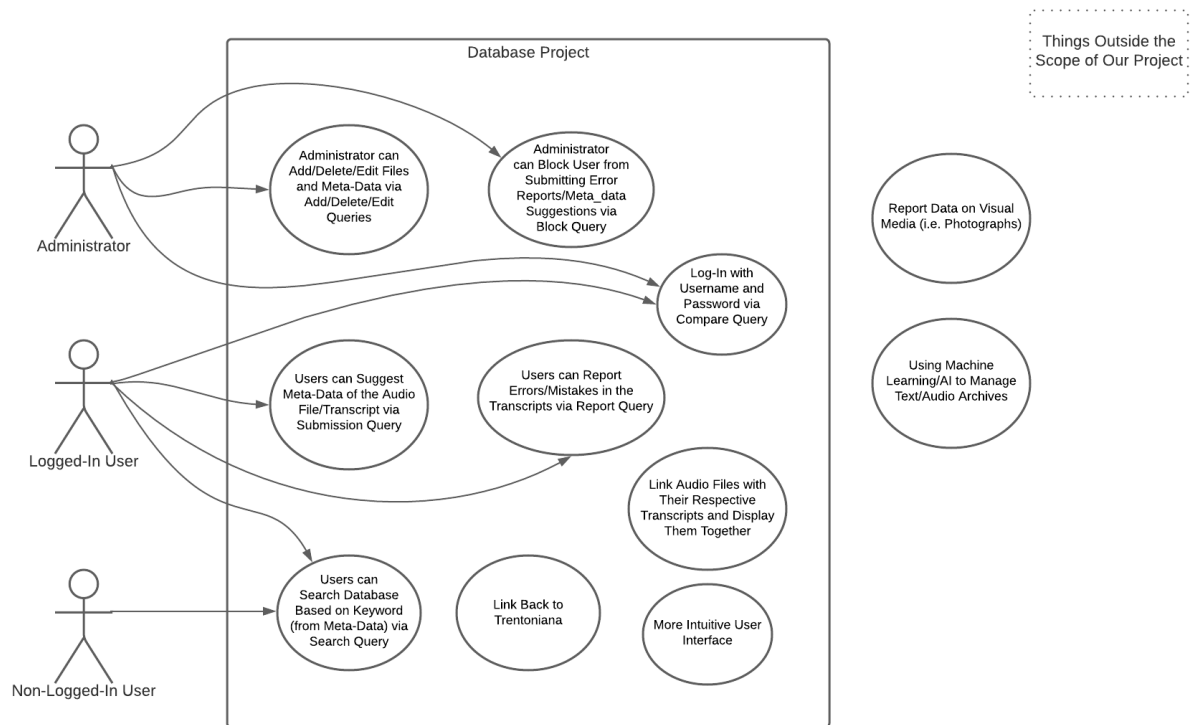 Database Project
Things Outside the
Scope of Our Project
Administrator can
Add/Delete/Edit Files
and Meta-Data via
Add/Delete/Edit
Queries
Administrator
can Block User from
Submitting Error
Reports/Meta_data
Suggestions via
Block Query
Report Data on Visual
Media (i.e. Photographs)
Administrator
Log-In with
Username and
Password via
Compare Query
Users can Suggest
Meta-Data of the Audio
File/Transcript via
Submission Query
Users can Report
Errors/Mistakes in the
Transcripts via Report Query
Using Machine
Learning/AI to Manage
Text/Audio Archives
Logged-In User
Link Audio Files with
Their Respective
Transcripts and Display
Them Together
Users can
Search Database
Based on Keyword
(from Meta-Data) via
Search Query
Link Back to
Trentoniana
More Intuitive User
Interface
Non-Logged-In User